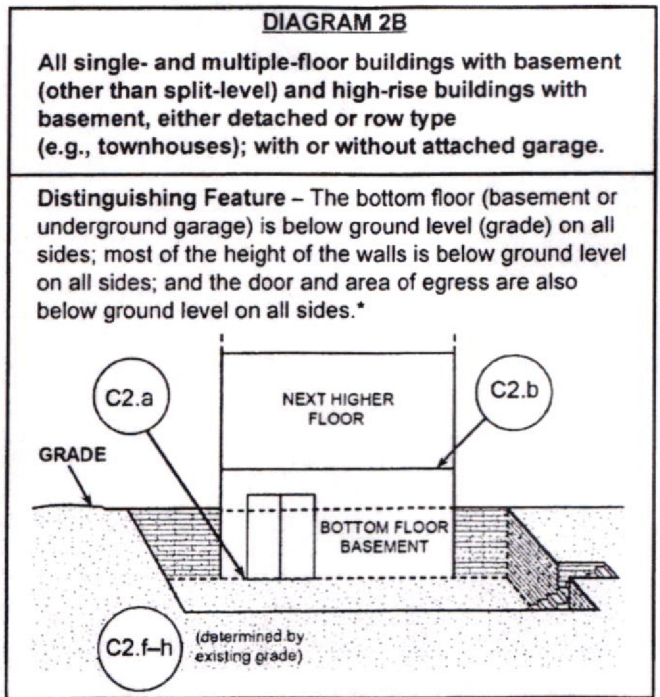 DIAGRAM 2B
All single- and multiple-floor buildings with basement
(other than split-level) and high-rise buildings with
basement, either detached or row type
(e.g., townhouses); with or without attached garage.
Distinguishing Feature – The bottom floor (basement or
underground garage) is below ground level (grade) on all
sides; most of the height of the walls is below ground level
on all sides; and the door and area of egress are also
below ground level on all sides.*
C2.a
NEXT HIGHER
FLOOR
C2.b
GRADE
BOTTOM FLOOR
BASEMENT
C2.f–h
(determined by
existing grade)